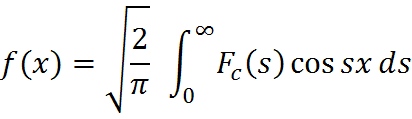 f(x) = √(2/π) ∫₀^∞ F_c(s) cos sx ds